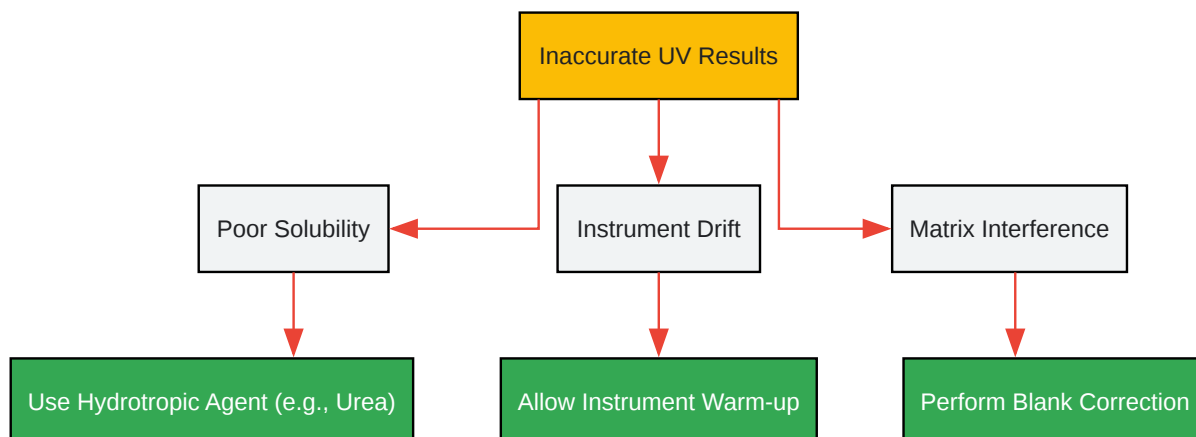 Inaccurate UV Results
Poor Solubility
Instrument Drift
Matrix Interference
Use Hydrotropic Agent (e.g., Urea)
Allow Instrument Warm-up
Perform Blank Correction